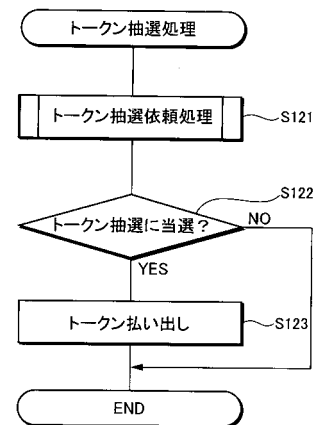 トークン抽選処理
トークン抽選依頼処理
S121
S122
トークン抽選に当選？
NO
YES
トークン払い出し
S123
END